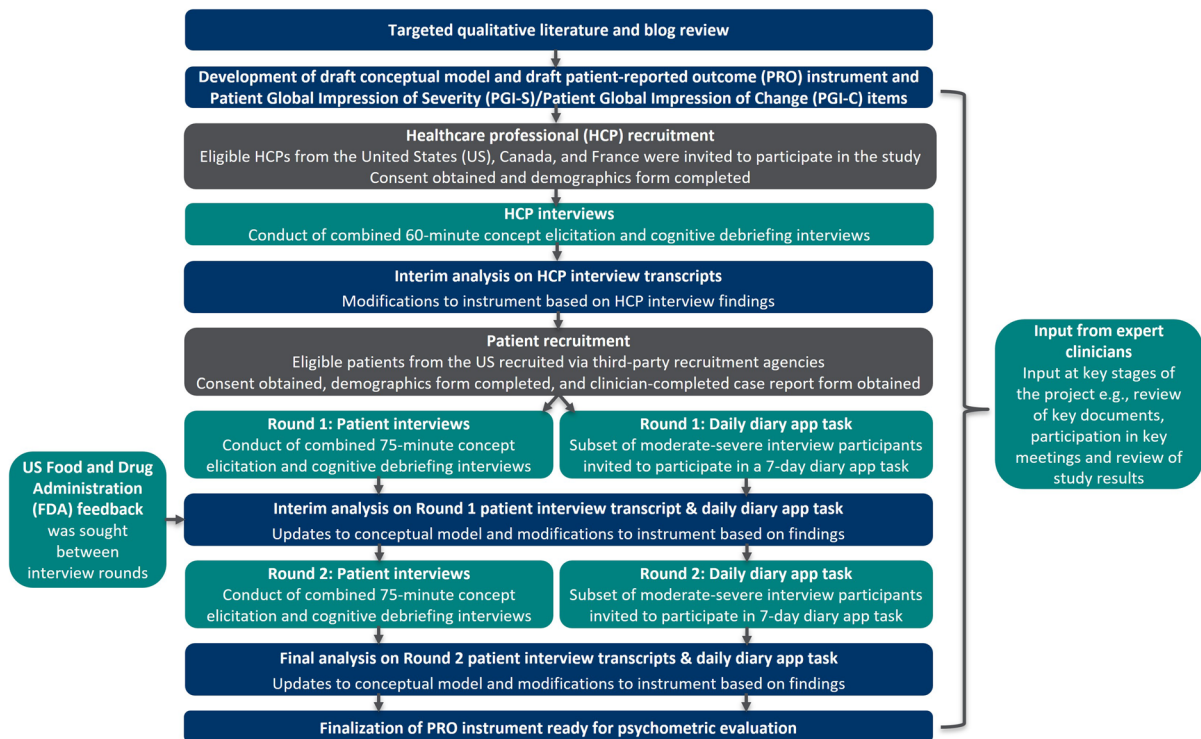 Targeted qualitative literature and blog review
Development of draft conceptual model and draft patient-reported outcome (PRO) instrument and
Patient Global Impression of Severity (PGI-S)/Patient Global Impression of Change (PGI-C) items
Healthcare professional (HCP) recruitment
Eligible HCPs from the United States (US), Canada, and France were invited to participate in the study
Consent obtained and demographics form completed
HCP interviews
Conduct of combined 60-minute concept elicitation and cognitive debriefing interviews
Interim analysis on HCP interview transcripts
Modifications to instrument based on HCP interview findings
Patient recruitment
Eligible patients from the US recruited via third-party recruitment agencies
Consent obtained, demographics form completed, and clinician-completed case report form obtained
Round 1: Patient interviews
Conduct of combined 75-minute concept
elicitation and cognitive debriefing interviews
Round 1: Daily diary app task
Subset of moderate-severe interview participants
invited to participate in a 7-day diary app task
US Food and Drug
Administration
(FDA) feedback
was sought
between
interview rounds
Interim analysis on Round 1 patient interview transcript & daily diary app task
Updates to conceptual model and modifications to instrument based on findings
Round 2: Patient interviews
Conduct of combined 75-minute concept
elicitation and cognitive debriefing interviews
Round 2: Daily diary app task
Subset of moderate-severe interview participants
invited to participate in 7-day diary app task
Final analysis on Round 2 patient interview transcripts & daily diary app task
Updates to conceptual model and modifications to instrument based on findings
Finalization of PRO instrument ready for psychometric evaluation
Input from expert
clinicians
Input at key stages of
the project e.g., review
of key documents,
participation in key
meetings and review of
study results